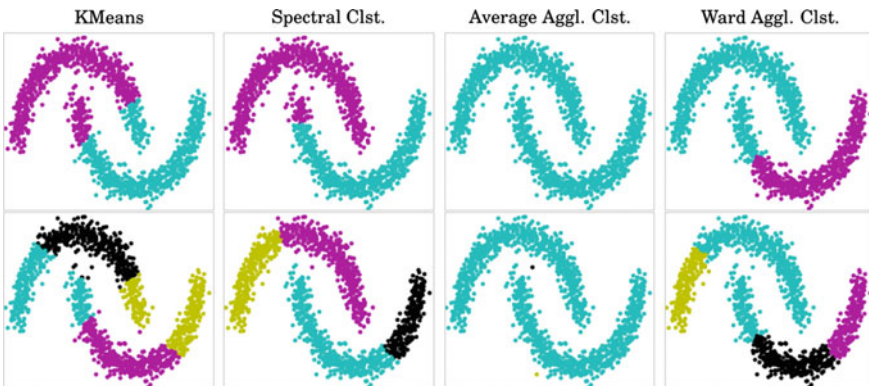 KMeans
Spectral Clst.
Average Aggl. Clst.
Ward Aggl. Clst.